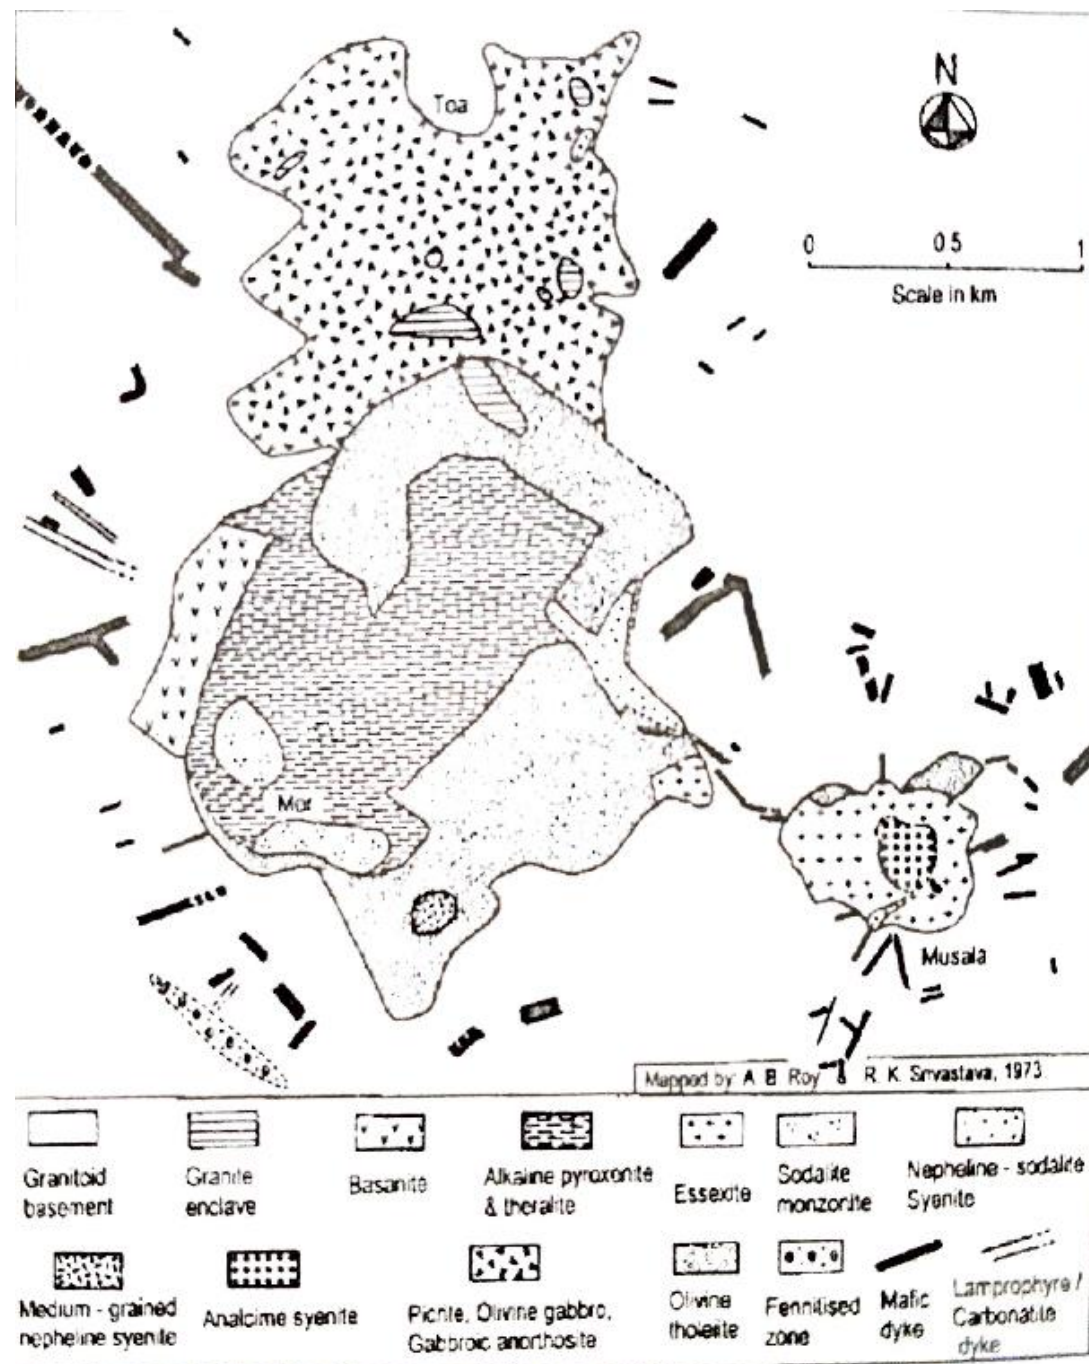 Toa
N
0 0.5 1
Scale in km
Mor
Musala
Mapped by A. B. Roy & R. K. Srivastava, 1973
Granitoid
basement
Granite
enclave
Basanite
Alkaline pyroxonite
& theralite
Essexite
Sodalite
monzonite
Nepheline - sodalite
Syenite
Medium - grained
nepheline syenite
Analcime syenite
Picrite, Olivine gabbro,
Gabbroic anorthosite
Olivine
tholerite
Fennitised
zone
Mafic
dyke
Lamprophyre /
Carbonatite
dyke